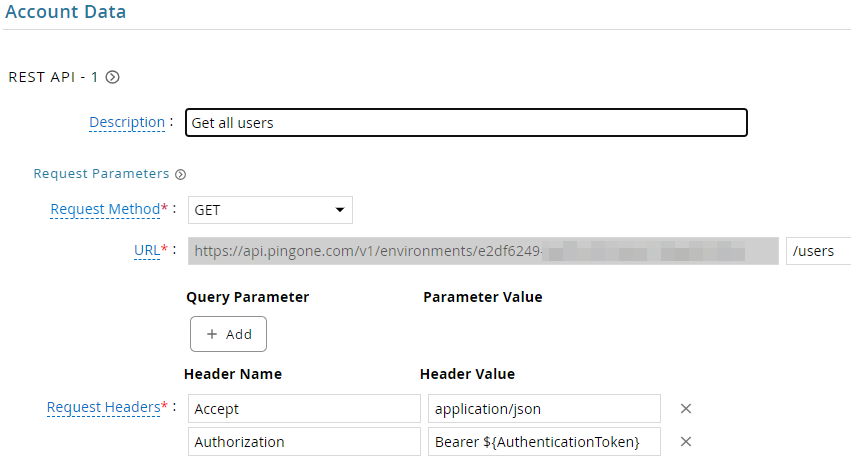 Account Data
REST API - 1
Description :
Get all users
Request Parameters
Request Method* :
GET
URL* :
https://api.pingone.com/v1/environments/e2df6249-
/users
Query Parameter Parameter Value
+ Add
Header Name Header Value
Request Headers* :
Accept application/json ×
Authorization Bearer ${AuthenticationToken} ×